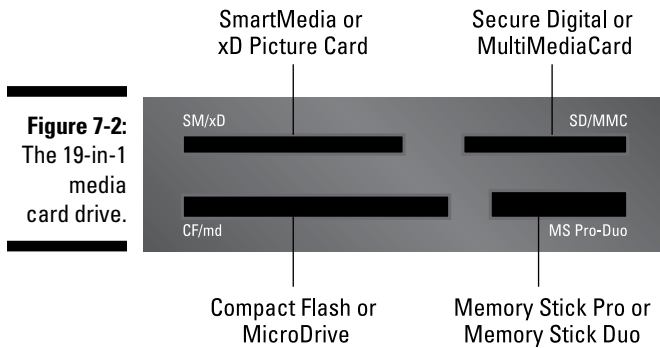 SmartMedia or
xD Picture Card
Secure Digital or
MultiMediaCard
Figure 7-2:
The 19-in-1
media
card drive.
SM/xD
SD/MMC
CF/md
MS Pro-Duo
Compact Flash or
MicroDrive
Memory Stick Pro or
Memory Stick Duo